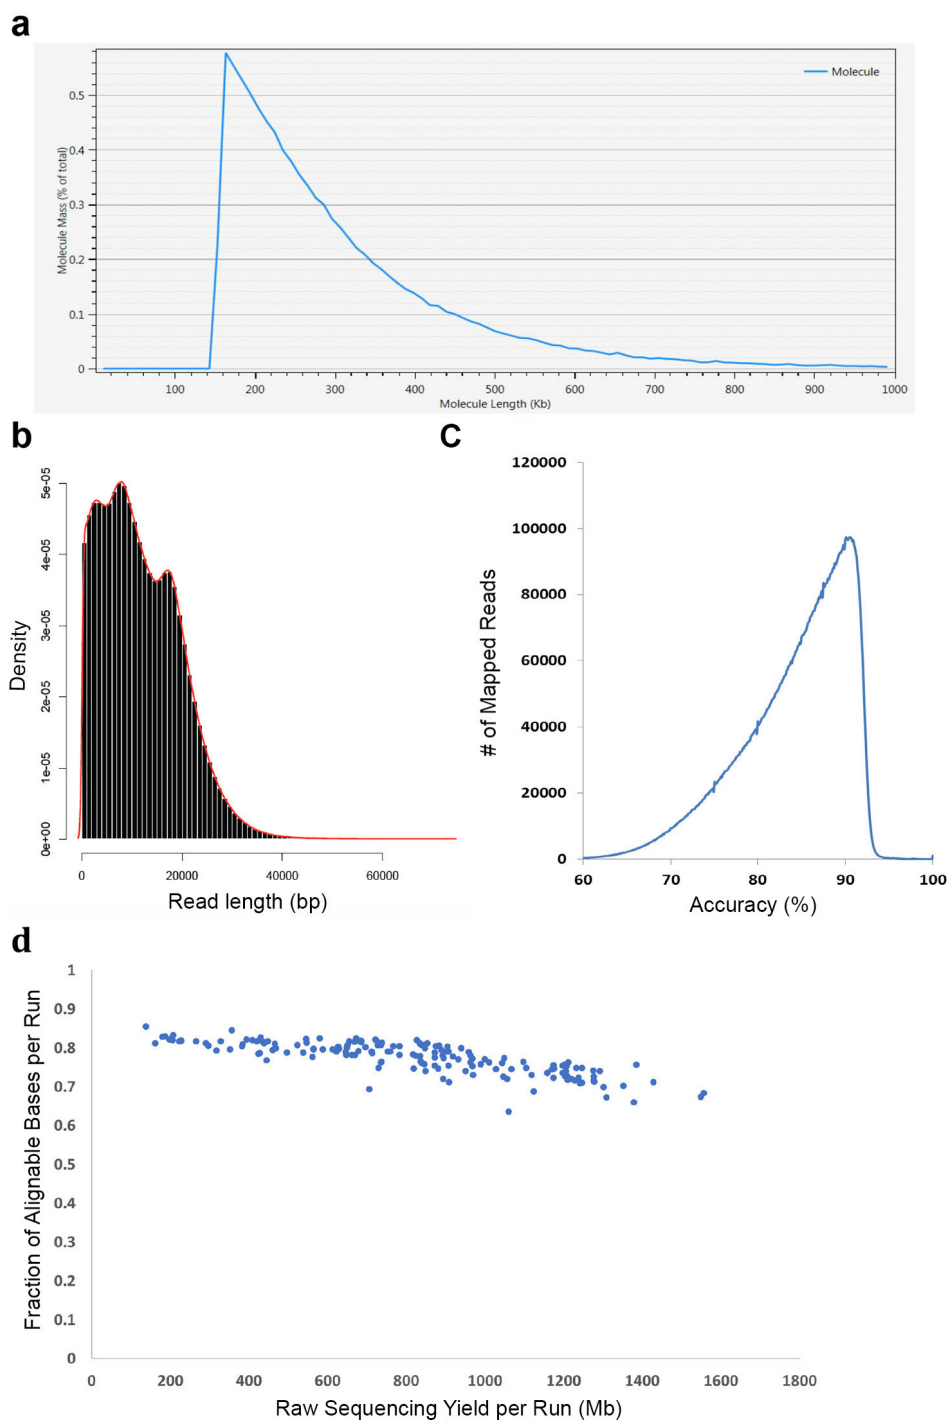 a
Molecule
0.5
0.4
0.3
0.2
0.1
0
Molecule Mass (% of total)
100 200 300 400 500 600 700 800 900 1000
Molecule Length (Kb)
b
5e-05
4e-05
3e-05
2e-05
1e-05
0e+00
Density
0 20000 40000 60000
Read length (bp)
C
120000
100000
80000
60000
40000
20000
0
# of Mapped Reads
60 70 80 90 100
Accuracy (%)
d
1
0.9
0.8
0.7
0.6
0.5
0.4
0.3
0.2
0.1
0
Fraction of Alignable Bases per Run
0 200 400 600 800 1000 1200 1400 1600 1800
Raw Sequencing Yield per Run (Mb)